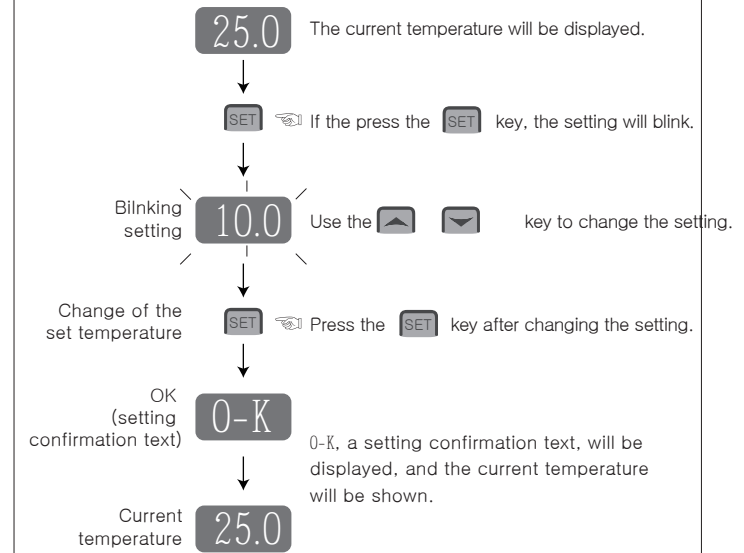 25.0 The current temperature will be displayed.
SET If the press the SET key, the setting will blink.
Bilnking
setting
10.0 Use the key to change the setting.
Change of the
set temperature
SET Press the SET key after changing the setting.
OK
(setting
confirmation text)
O-K
O-K, a setting confirmation text, will be
displayed, and the current temperature
will be shown.
Current
temperature
25.0